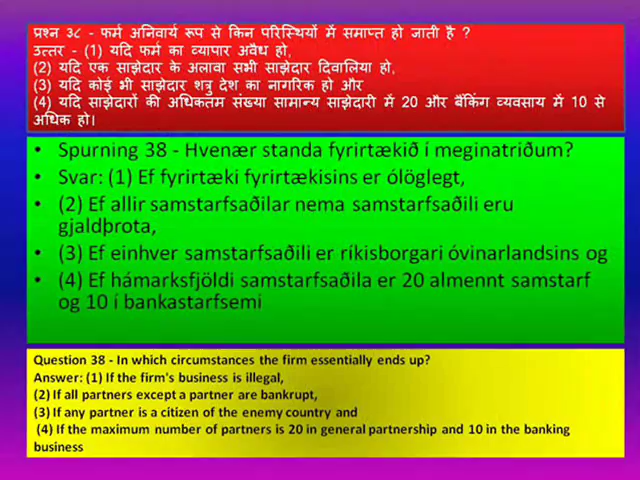 प्रश्न ३८ - फर्म अनिवार्य रूप से किन परिस्थियों में समाप्त हो जाती है ?
उत्तर - (1) यदि फर्म का व्यापार अवैध हो,
(2) यदि एक साझेदार के अलावा सभी साझेदार दिवालिया हो,
(3) यदि कोई भी साझेदार शत्रु देश का नागरिक हो और
(4) यदि साझेदारों की अधिकतम संख्या सामान्य साझेदारी में 20 और बैंकिंग व्यवसाय में 10 से
अधिक हो।
• Spurning 38 - Hvenær standa fyrirtækið í meginatriðum?
• Svar: (1) Ef fyrirtæki fyrirtækisins er ólöglegt,
• (2) Ef allir samstarfsaðilar nema samstarfsaðili eru
gjaldþrota,
• (3) Ef einhver samstarfsaðili er ríkisborgari óvinarlandsins og
• (4) Ef hámarksfjöldi samstarfsaðila er 20 almennt samstarf
og 10 í bankastarfsemi
Question 38 - In which circumstances the firm essentially ends up?
Answer: (1) If the firm's business is illegal,
(2) If all partners except a partner are bankrupt,
(3) If any partner is a citizen of the enemy country and
(4) If the maximum number of partners is 20 in general partnership and 10 in the banking
business